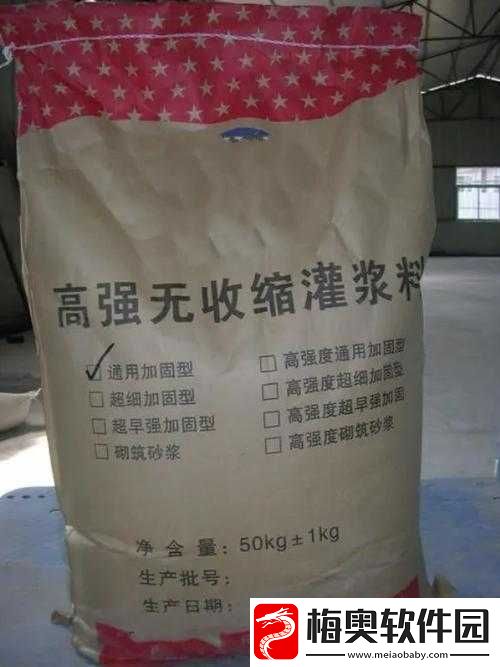 高强无收缩灌浆料
通用加固型
超细加固型
超早强加固型
砌筑砂浆
高强度通用加固型
高强度超细加固型
高强度超早强加固
高强度砌筑砂浆
净含量：50kg±1kg
生产批号：
生产日期：
梅奥软件园
www.meiaobaby.com